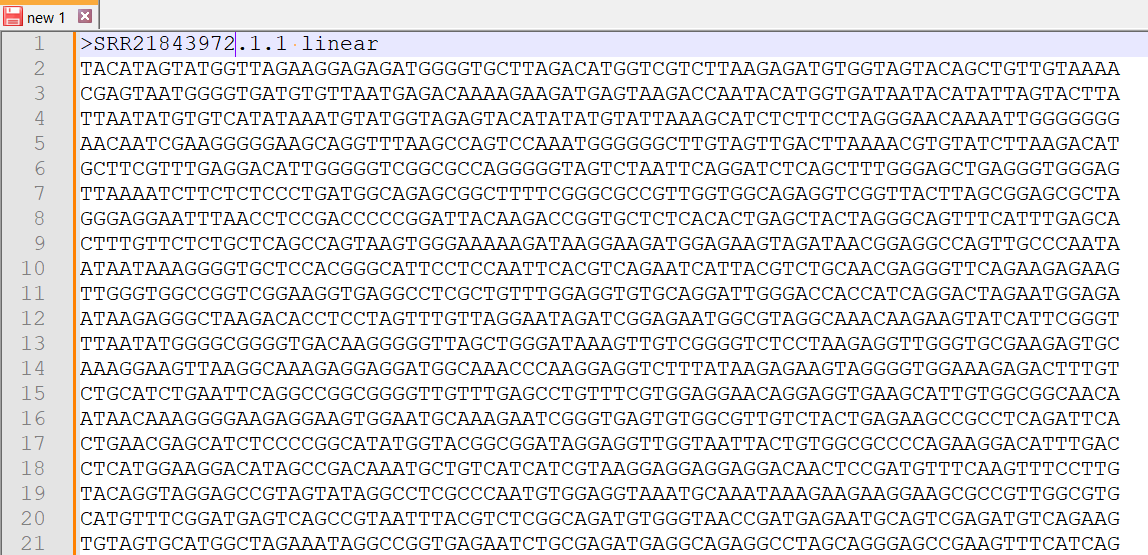 new 1
1 >SRR21843972.1.1 linear
2 TACATAGTATGGTTAGAAGGAGAGATGGGGTGCTTAGACATGGTCGTCTTAAGAGATGTGGTAGTACAGCTGTTGTAAAA
3 CGAGTAATGGGGTGATGTGTTAATGAGACAAAAGAAGATGAGTAAGACCAATACATGGTGATAATACATATTAGTACTTA
4 TTAATATGTGTCATATAAATGTATGGTAGAGTACATATATGTATTAAAGCATCTCTTCCTAGGGAACAAAATTGGGGGGG
5 AACAATCGAAGGGGGAAGCAGGTTTAAGCCAGTCCAAATGGGGGGCTTGTAGTTGACTTAAAACGTGTATCTTAAGACAT
6 GCTTCGTTTGAGGACATTGGGGGTCGGCGCCAGGGGGTAGTCTAATTCAGGATCTCAGCTTTGGGAGCTGAGGGTGGGAG
7 TTAAAATCTTCTCTCCCTGATGGCAGAGCGGCTTTTCGGGCGCCGTTGGTGGCAGAGGTCGGTTACTTAGCGGAGCGCTA
8 GGGAGGAATTTAACCTCCGACCCCCGGATTACAAGACCGGTGCTCTCACACTGAGCTACTAGGGCAGTTTCATTTGAGCA
9 CTTTGTTCTCTGCTCAGCCAGTAAGTGGGAAAAAGATAAGGAAGATGGAGAAGTAGATAACGGAGGCCAGTTGCCCAATA
10 ATAATAAAGGGGTGCTCCACGGGCATTCCTCCAATTCACGTCAGAATCATTACGTCTGCAACGAGGGTTCAGAAGAGAAG
11 TTGGGTGGCCGGTCGGAAGGTGAGGCCTCGCTGTTTGGAGGTGTGCAGGATTGGGACCACCATCAGGACTAGAATGGAGA
12 ATAAGAGGGCTAAGACACCTCCTAGTTTGTTAGGAATAGATCGGAGAATGGCGTAGGCAAACAAGAAGTATCATTCGGGT
13 TTAATATGGGGCGGGGTGACAAGGGGGTTAGCTGGGATAAAGTTGTCGGGGTCTCCTAAGAGGTTGGGTGCGAAGAGTGC
14 AAAGGAAGTTAAGGCAAAGAGGAGGATGGCAAACCCAAGGAGGTCTTTATAAGAGAAGTAGGGGTGGAAAGAGACTTTGT
15 CTGCATCTGAATTCAGGCCGGCGGGGTTGTTTGAGCCTGTTTCGTGGAGGAACAGGAGGTGAAGCATTGTGGCGGCAACA
16 ATAACAAAGGGGAAGAGGAAGTGGAATGCAAAGAATCGGGTGAGTGTGGCGTTGTCTACTGAGAAGCCGCCTCAGATTCA
17 CTGAACGAGCATCTCCCCGGCATATGGTACGGCGGATAGGAGGTTGGTAATTACTGTGGCGCCCCAGAAGGACATTTGAC
18 CTCATGGAAGGACATAGCCGACAAATGCTGTCATCATCGTAAGGAGGAGGAGGACAACTCCGATGTTTCAAGTTTCCTTG
19 TACAGGTAGGAGCCGTAGTATAGGCCTCGCCCAATGTGGAGGTAAATGCAAATAAAGAAGAAGGAAGCGCCGTTGGCGTG
20 CATGTTTCGGATGAGTCAGCCGTAATTTACGTCTCGGCAGATGTGGGTAACCGATGAGAATGCAGTCGAGATGTCAGAAG
21 TGTAGTGCATGGCTAGAAATAGGCCGGTGAGAATCTGCGAGATGAGGCAGAGGCCTAGCAGGGAGCCGAAGTTTCATCAG